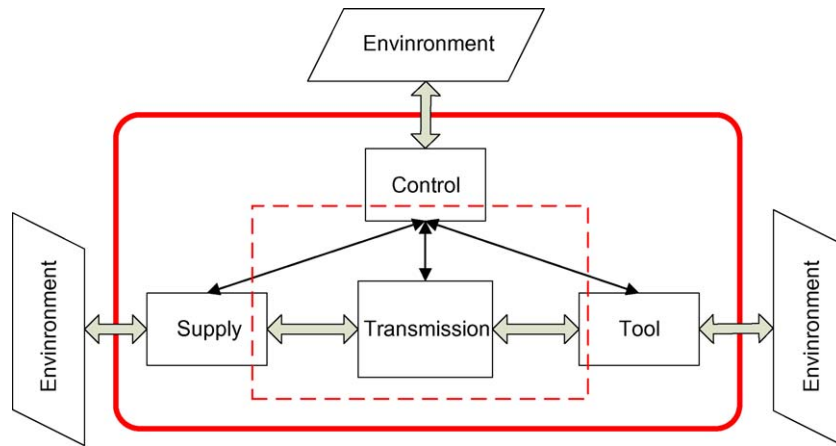 Envinronment
Control
Envinronment
Supply
Transmission
Tool
Envinronment